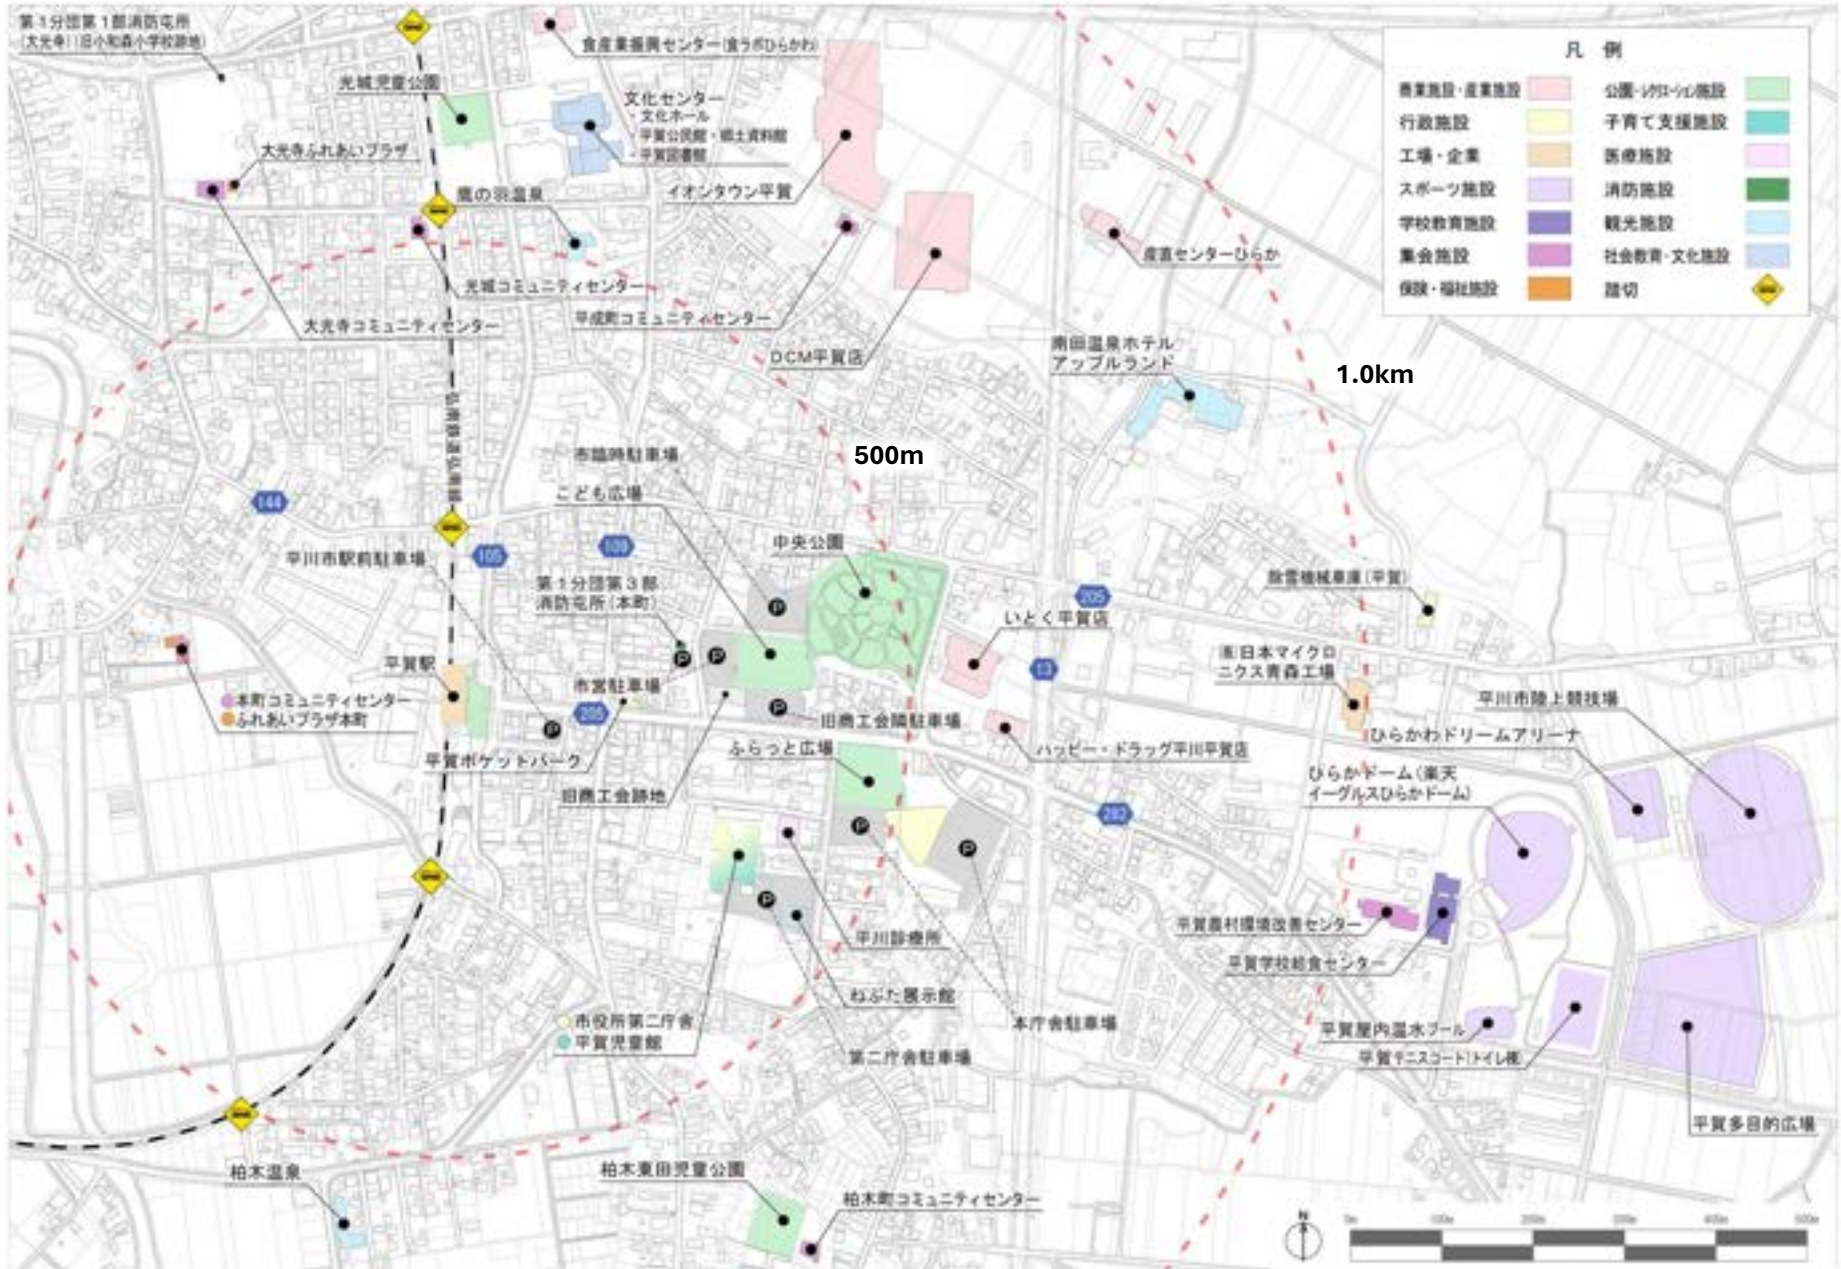 第1分団第1部消防屯所
(大光寺)(旧小和森小学校跡地)
食産業振興センター(食ラボひらかわ)
光城児童公園
文化センター
・文化ホール
・平賀公民館・郷土資料館
・平賀図書館
大光寺ふれあいプラザ
鷹の羽温泉
イオンタウン平賀
産直センターひらか
光城コミュニティセンター
平成町コミュニティセンター
大光寺コミュニティセンター
DCM平賀店
南田温泉ホテル
アップルランド
凡 例
商業施設・産業施設
公園・レクリエーション施設
行政施設
子育て支援施設
工場・企業
医療施設
スポーツ施設
消防施設
学校教育施設
観光施設
集会施設
社会教育・文化施設
保険・福祉施設
踏切
1.0km
500m
市臨時駐車場
こども広場
144
105
109
平川市駅前駐車場
中央公園
第1分団第3部
消防屯所(本町)
205
除雪機械車庫(平賀)
いとく平賀店
13
平賀駅
市営駐車場
本町コミュニティセンター
ふれあいプラザ本町
205
旧商工会隣駐車場
日本マイクロ
ニクス青森工場
平川市陸上競技場
ひらかわドリームアリーナ
平賀ポケットパーク
ふらっと広場
ハッピー・ドラッグ平川平賀店
旧商工会跡地
ひらかドーム(楽天
イーグルスひらかドーム)
282
平川診療所
平賀農村環境改善センター
平賀学校給食センター
ねぷた展示館
市役所第二庁舎
平賀児童館
本庁舎駐車場
第二庁舎駐車場
平賀屋内温水プール
平賀テニスコート(トイレ棟)
平賀多目的広場
柏木温泉
柏木東田児童公園
柏木町コミュニティセンター
N
0m 100m 200m 300m 400m 500m